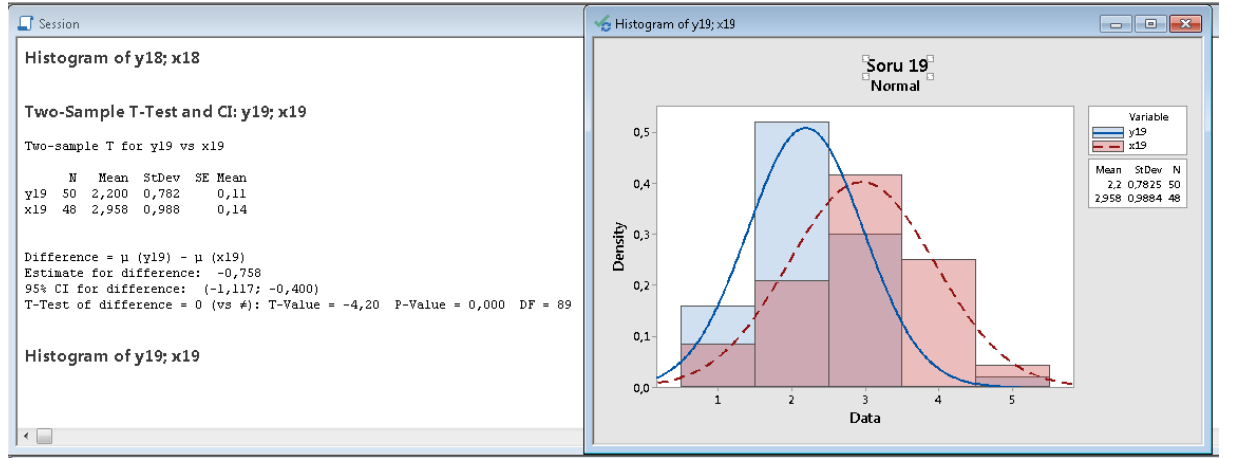 Session
Histogram of y18; x18
Two-Sample T-Test and CI: y19; x19
Two-sample T for y19 vs x19
N Mean StDev SE Mean
y19 50 2,200 0,782 0,11
x19 48 2,958 0,988 0,14
Difference = μ (y19) - μ (x19)
Estimate for difference: -0,758
95% CI for difference: (-1,117; -0,400)
T-Test of difference = 0 (vs ≠): T-Value = -4,20 P-Value = 0,000 DF = 89
Histogram of y19; x19
Histogram of y19; x19
Soru 19
Normal
Variable
y19
x19
Mean StDev N
2,2 0,7825 50
2,958 0,9884 48
0,5
0,4
0,3
0,2
0,1
0,0
Density
1 2 3 4 5
Data